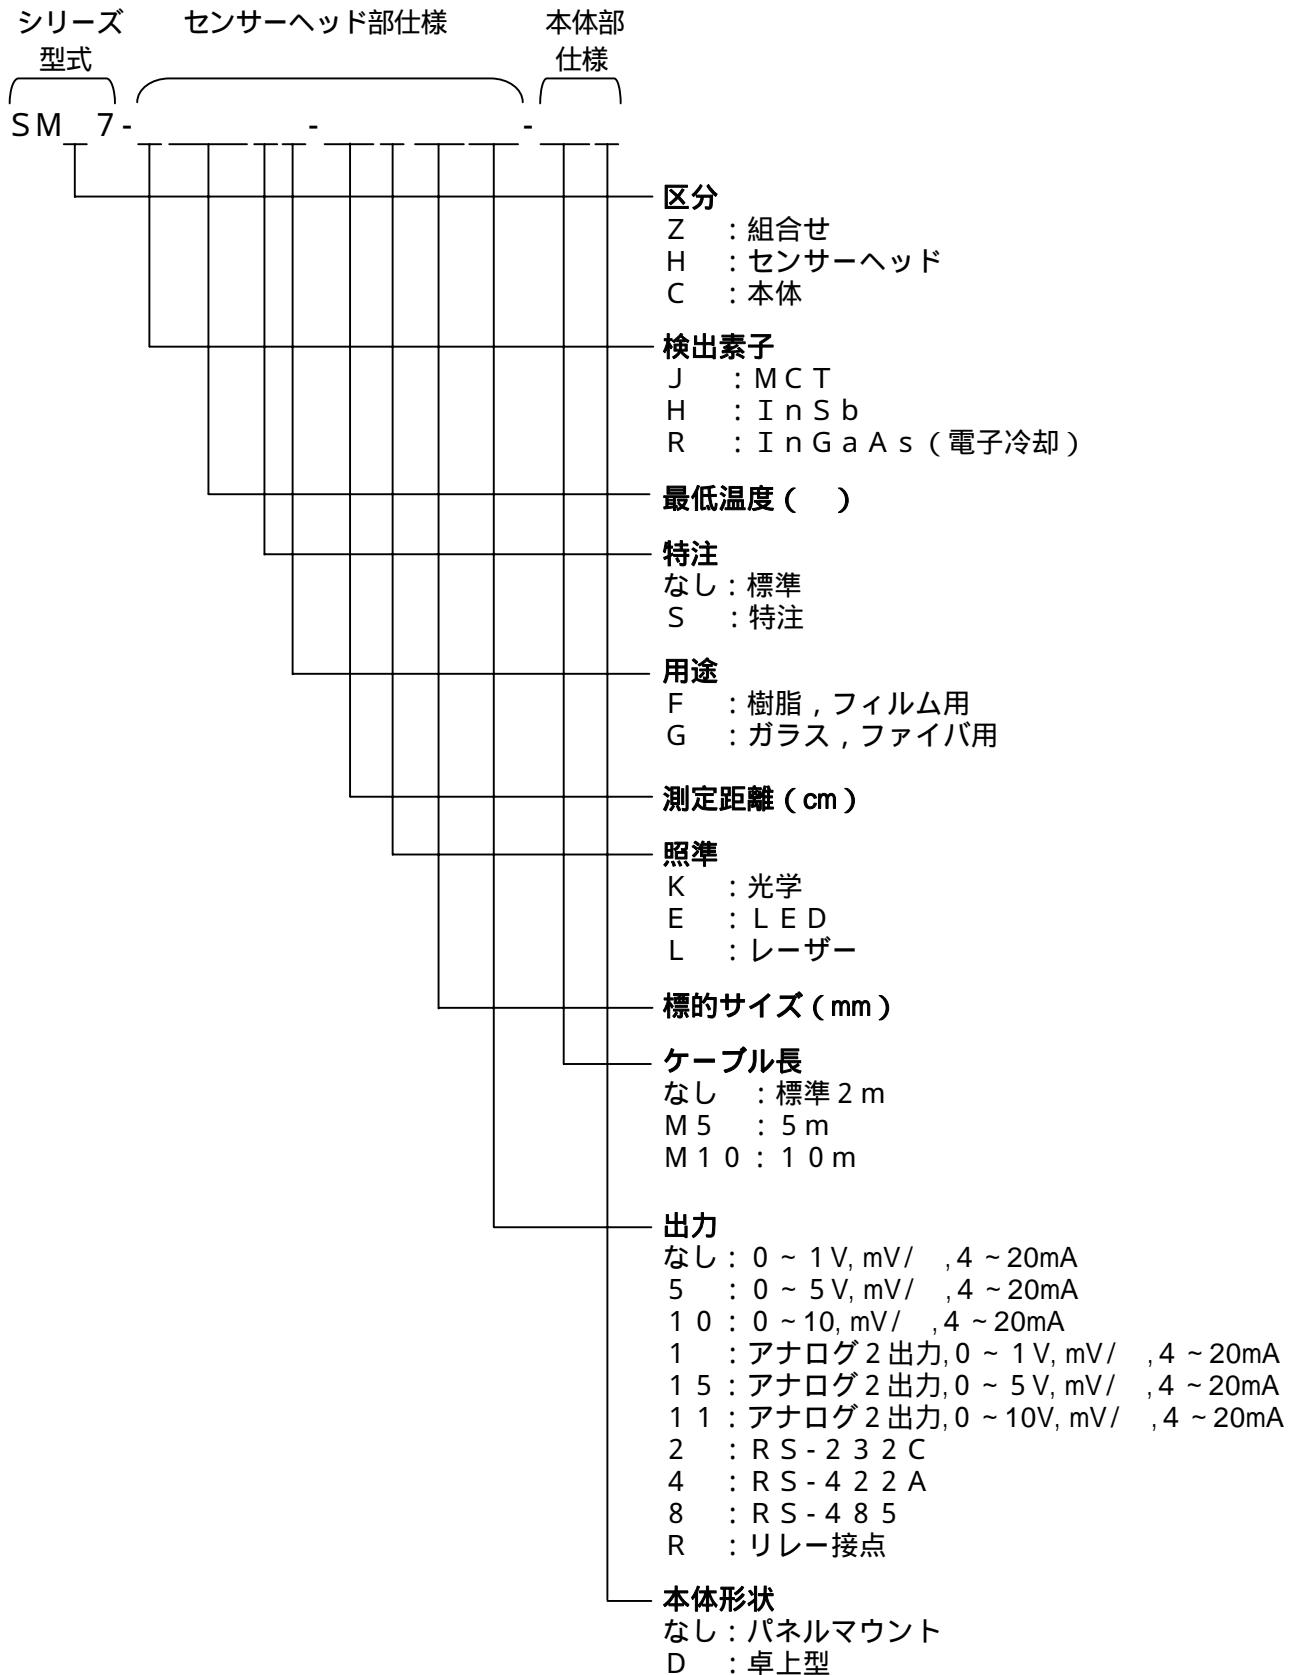 シリーズ センサーヘッド部仕様 本体部
型式 仕様
SM_7-_ _ _ _-_ _ _ _-_ _
区分
Z :組合せ
H :センサーヘッド
C :本体
検出素子
J :MCT
H :InSb
R :InGaAs(電子冷却)
最低温度( )
特注
なし:標準
S :特注
用途
F :樹脂,フィルム用
G :ガラス,ファイバ用
測定距離(cm)
照準
K :光学
E :LED
L :レーザー
標的サイズ(mm)
ケーブル長
なし :標準2m
M5 :5m
M10:10m
出力
なし:0~1V, mV/ ,4~20mA
5 :0~5V, mV/ ,4~20mA
10:0~10, mV/ ,4~20mA
1 :アナログ2出力,0~1V, mV/ ,4~20mA
15:アナログ2出力,0~5V, mV/ ,4~20mA
11:アナログ2出力,0~10V, mV/ ,4~20mA
2 :RS-232C
4 :RS-422A
8 :RS-485
R :リレー接点
本体形状
なし:パネルマウント
D :卓上型